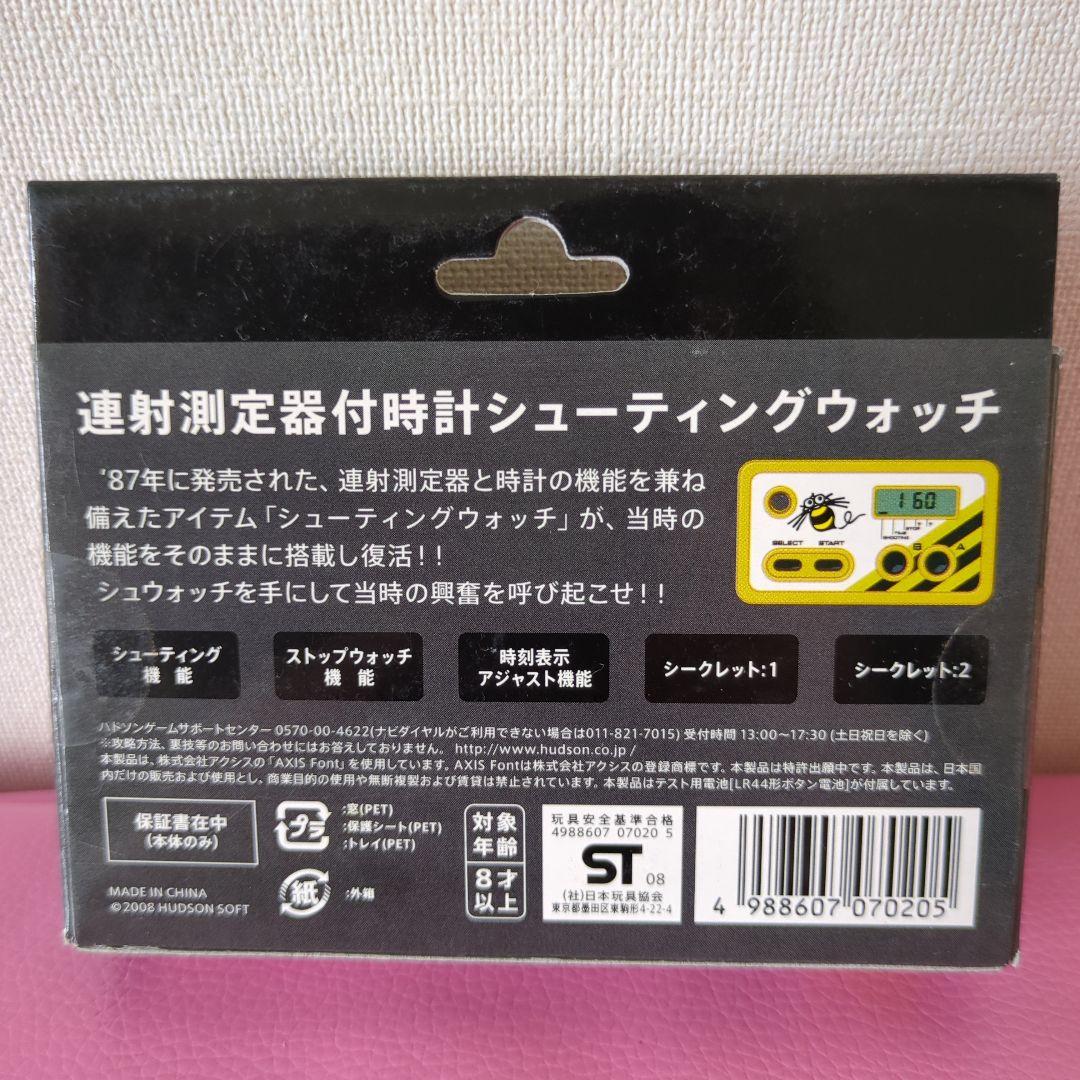 連射測定器付時計シューティングウォッチ
'87年に発売された、連射測定器と時計の機能を兼ね
備えたアイテム「シューティングウォッチ」が、当時の
機能をそのままに搭載し復活!!
シュウォッチを手にして当時の興奮を呼び起こせ!!
160
SELECT START
STOP
TIME
SHOOTING
B A
シューティング
機 能
ストップウォッチ
機 能
時刻表示
アジャスト機能
シークレット:1
シークレット:2
ハドソンゲームサポートセンター 0570-00-4622(ナビダイヤルがご利用できない場合は011-821-7015) 受付時間 13:00〜17:30 (土日祝日を除く)
※攻略方法、裏技等のお問い合わせにはお答えしておりません。 http://www.hudson.co.jp/
本製品は、株式会社アクシスの「AXIS Font」を使用しています。AXIS Fontは株式会社アクシスの登録商標です。本製品は特許出願中です。本製品は、日本国
内だけの販売および使用とし、商業目的の使用や無断複製および賃貸は禁止されています。本製品はテスト用電池[LR44形ボタン電池]が付属しています。
保証書在中
(本体のみ)
MADE IN CHINA
©2008 HUDSON SOFT
プラ
:窓(PET)
:保護シート(PET)
:トレイ(PET)
紙
:外箱
対象
年齢
8才
以上
玩具安全基準合格
4988607 07020 5
ST 08
(社)日本玩具協会
東京都墨田区東駒形4-22-4
4 988607 070205